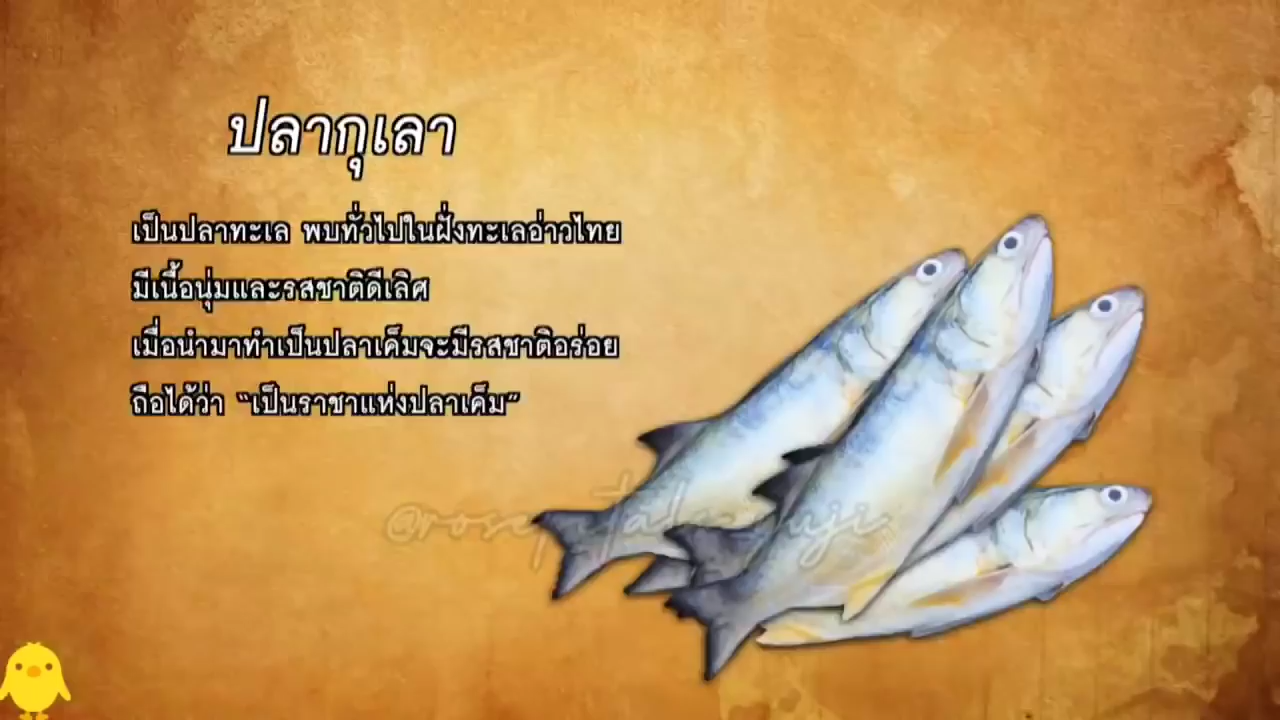 ปลากุเลา
เป็นปลาทะเล พบทั่วไปในฝั่งทะเลอ่าวไทย
มีเนื้อนุ่มและรสชาติดีเลิศ
เมื่อนำมาทำเป็นปลาเค็มจะมีรสชาติอร่อย
ถือได้ว่า “เป็นราชาแห่งปลาเค็ม”